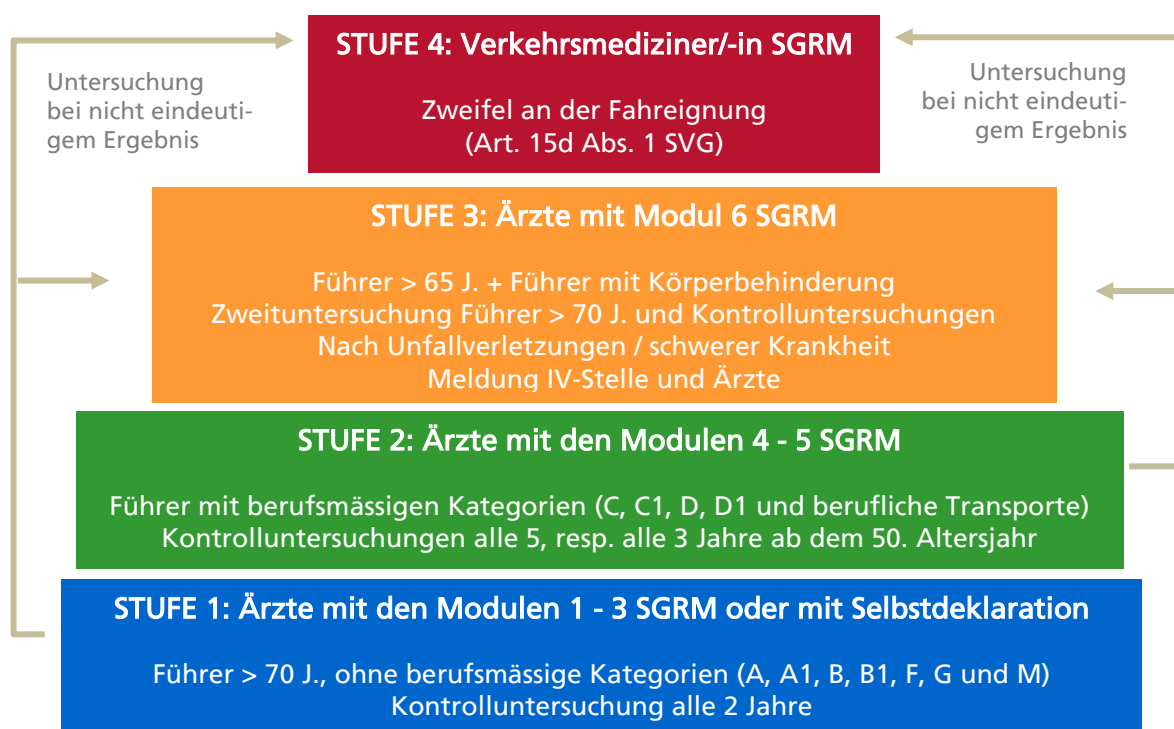 STUFE 4: Verkehrsmediziner/-in SGRM
Zweifel an der Fahreignung
(Art. 15d Abs. 1 SVG)
Untersuchung
bei nicht eindeuti-
gem Ergebnis
Untersuchung
bei nicht eindeuti-
gem Ergebnis
STUFE 3: Ärzte mit Modul 6 SGRM
Führer > 65 J. + Führer mit Körperbehinderung
Zweituntersuchung Führer > 70 J. und Kontrolluntersuchungen
Nach Unfallverletzungen / schwerer Krankheit
Meldung IV-Stelle und Ärzte
STUFE 2: Ärzte mit den Modulen 4 - 5 SGRM
Führer mit berufsmässigen Kategorien (C, C1, D, D1 und berufliche Transporte)
Kontrolluntersuchungen alle 5, resp. alle 3 Jahre ab dem 50. Altersjahr
STUFE 1: Ärzte mit den Modulen 1 - 3 SGRM oder mit Selbstdeklaration
Führer > 70 J., ohne berufsmässige Kategorien (A, A1, B, B1, F, G und M)
Kontrolluntersuchung alle 2 Jahre